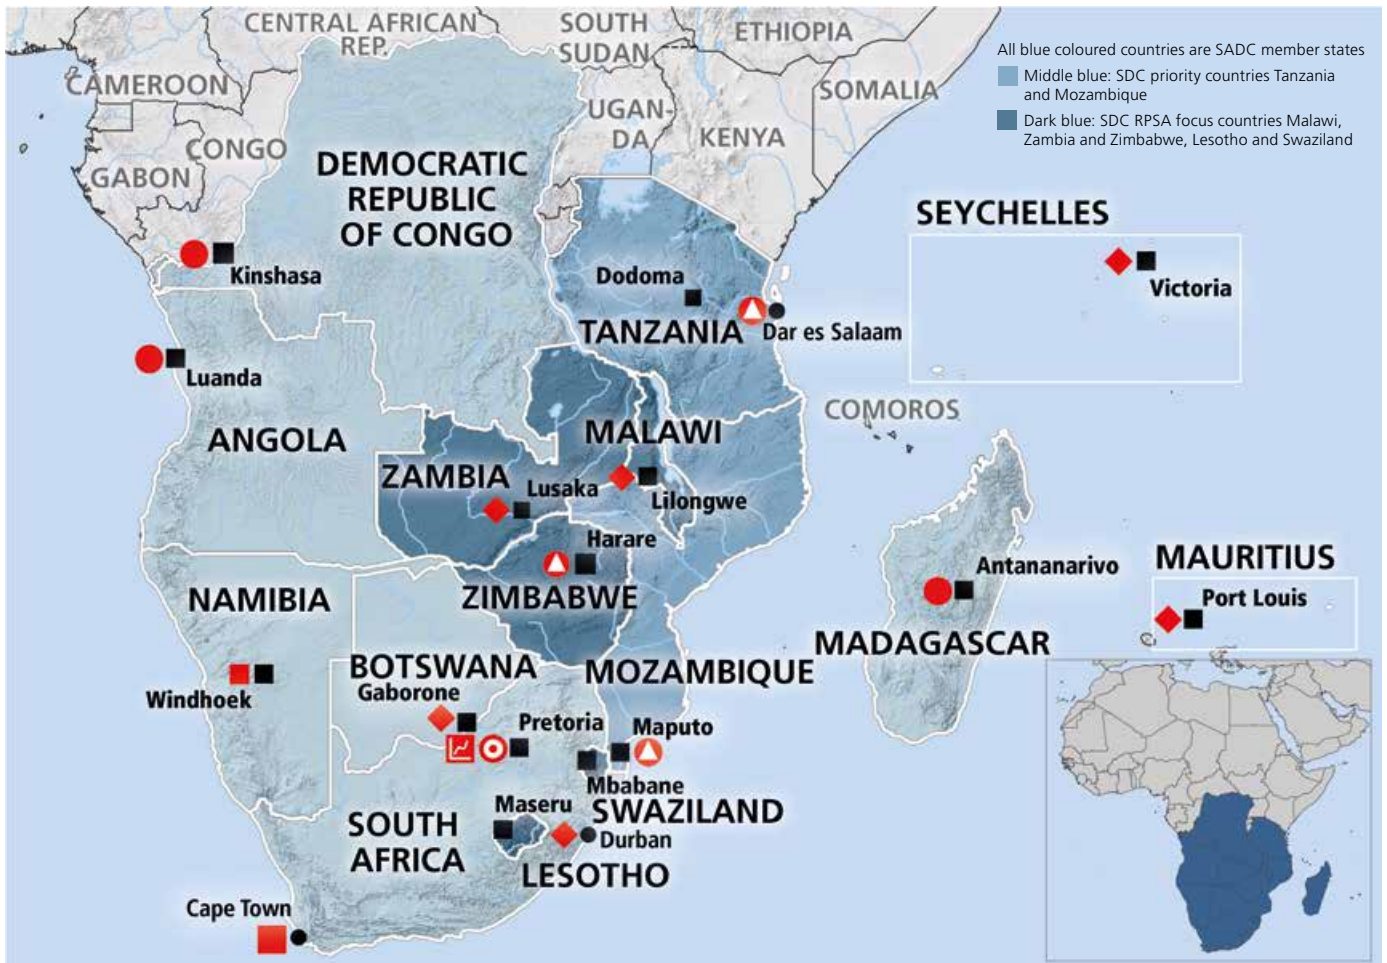 CENTRAL AFRICAN
REP.
SOUTH
SUDAN
ETHIOPIA
CAMEROON
SOMALIA
UGAN-
DA
KENYA
CONGO
GABON
All blue coloured countries are SADC member states
Middle blue: SDC priority countries Tanzania
and Mozambique
Dark blue: SDC RPSA focus countries Malawi,
Zambia and Zimbabwe, Lesotho and Swaziland
DEMOCRATIC
REPUBLIC
OF CONGO
SEYCHELLES
Kinshasa
Dodoma
Victoria
TANZANIA
Dar es Salaam
Luanda
COMOROS
ANGOLA
MALAWI
ZAMBIA
Lusaka
Lilongwe
Harare
MAURITIUS
Antananarivo
NAMIBIA
ZIMBABWE
Port Louis
MADAGASCAR
BOTSWANA
MOZAMBIQUE
Gaborone
Windhoek
Pretoria
Maputo
Mbabane
Maseru
SWAZILAND
SOUTH
AFRICA
Durban
LESOTHO
Cape Town